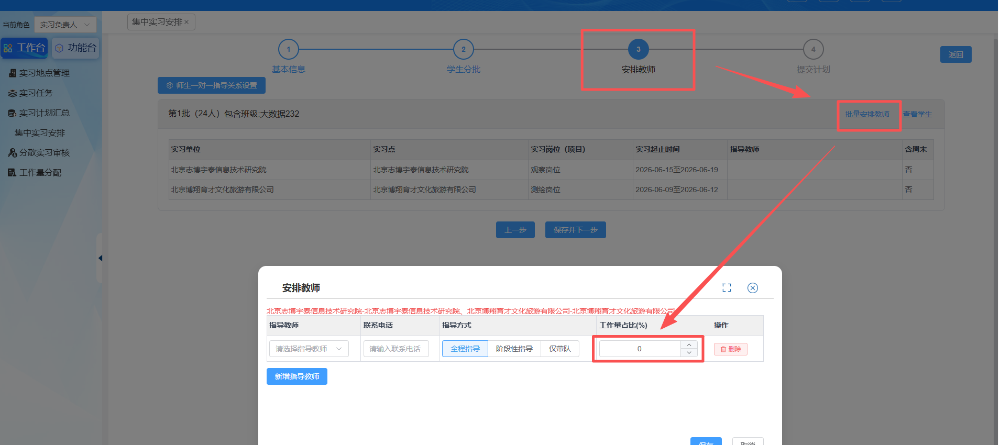 当前角色 实习负责人
集中实习安排
工作台 功能台
实习地点管理
实习任务
实习计划汇总
集中实习安排
分散实习审核
工作量分配
1 2 3 4
基本信息 学生分批 安排教师 提交计划
返回
师生一对一指导关系设置
第1批（24人）包含班级:大数据232
批量安排教师 查看学生
实习单位 实习点 实习岗位（项目） 实习起止时间 指导教师 含周末
北京志博宇泰信息技术研究院 北京志博宇泰信息技术研究院 观察岗位 2026-06-15至2026-06-19 否
北京博翔育才文化旅游有限公司 北京博翔育才文化旅游有限公司 测绘岗位 2026-06-09至2026-06-12 否
上一步 保存并下一步
安排教师
北京志博宇泰信息技术研究院-北京志博宇泰信息技术研究院、北京博翔育才文化旅游有限公司-北京博翔育才文化旅游有限公司
指导教师 联系电话 指导方式 工作量占比(%) 操作
请选择指导教师 请输入联系电话 全程指导 阶段性指导 仅带队 0 删除
新增指导教师
保存 取消